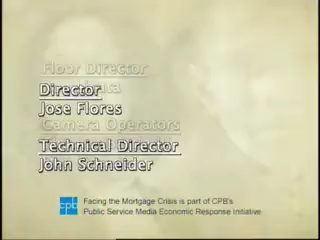 Floor Director
Director
Jose Flores
Camera Operators
Technical Director
John Schneider
cpb
Facing the Mortgage Crisis is part of CPB's
Public Service Media Economic Response Initiative